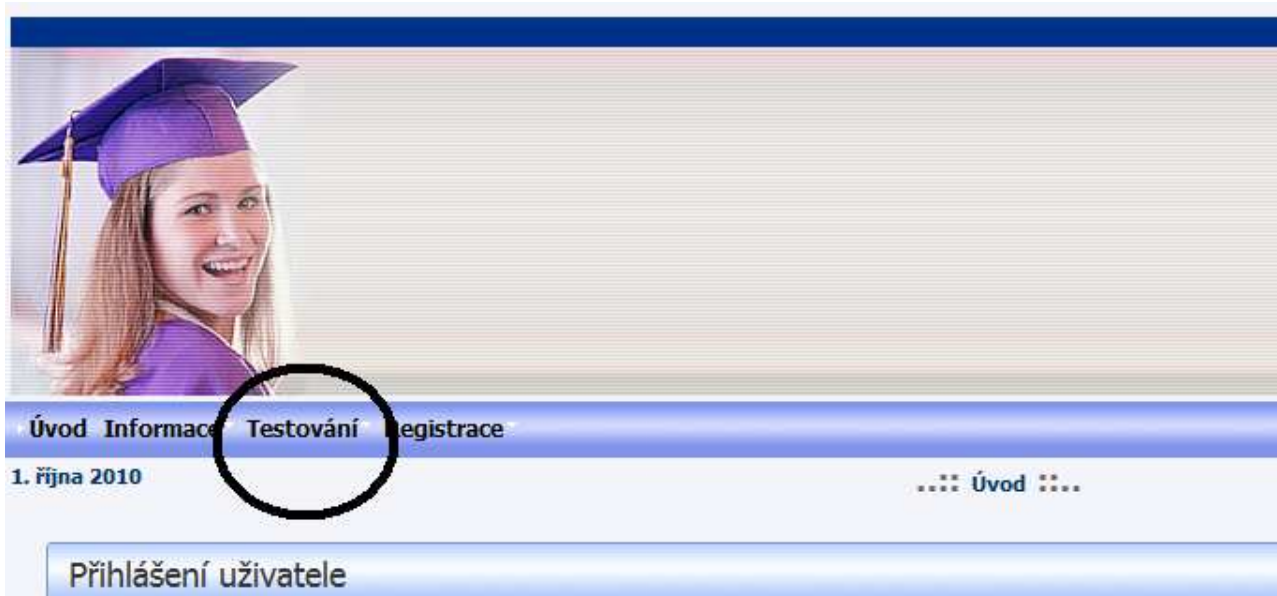 Úvod Informace Testování Registrace
1. října 2010
..:: Úvod ::..
Přihlášení uživatele